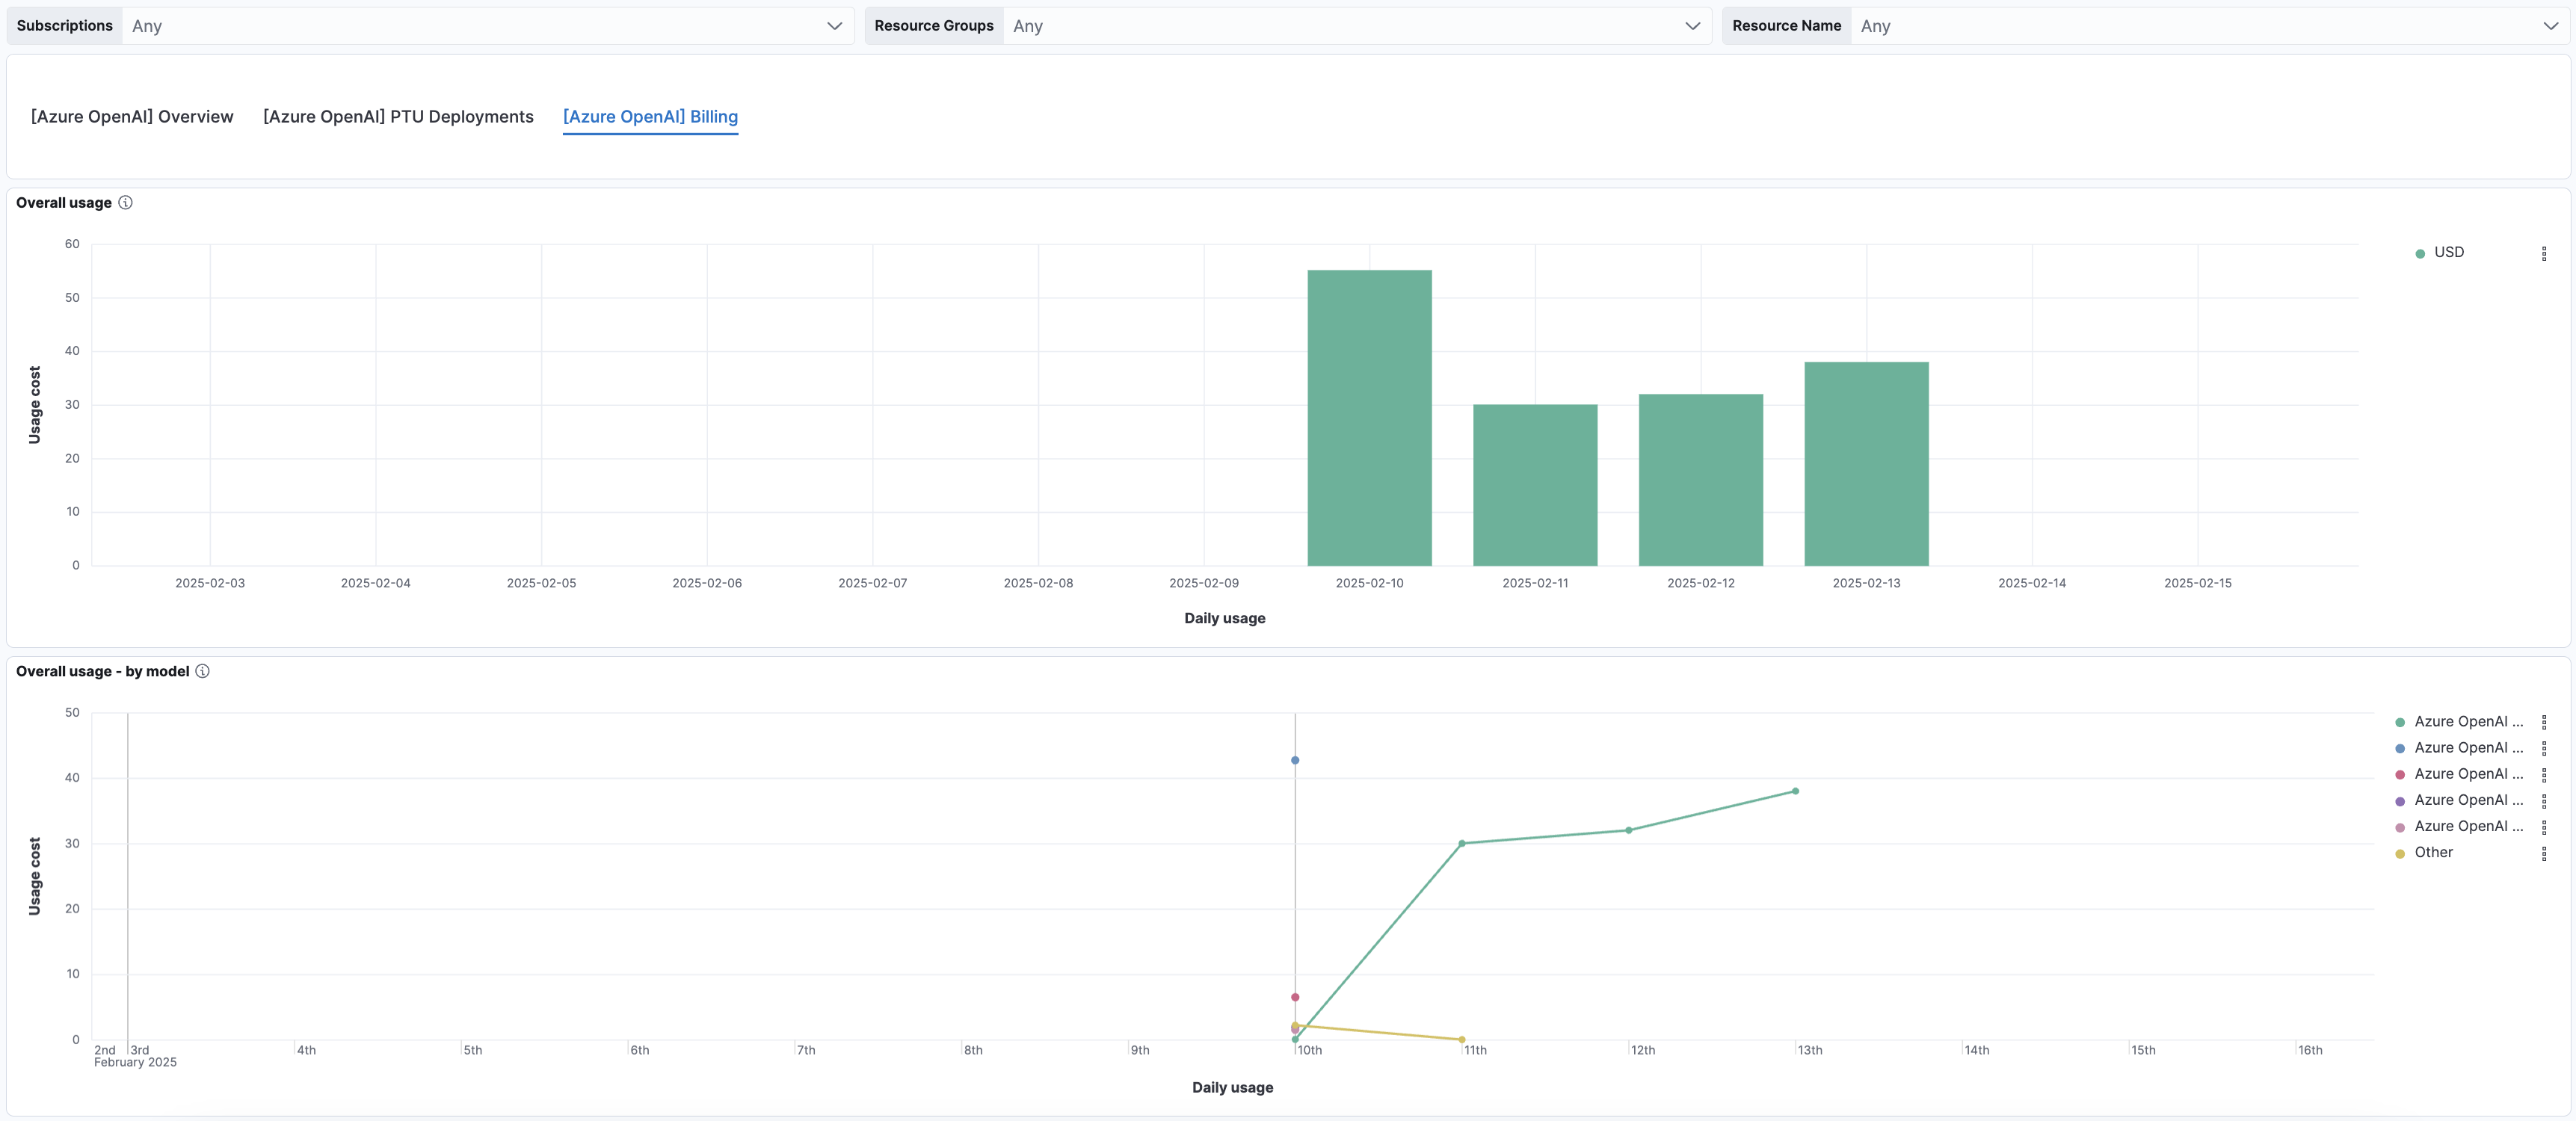 Subscriptions Any Resource Groups Any Resource Name Any
[Azure OpenAI] Overview [Azure OpenAI] PTU Deployments [Azure OpenAI] Billing
Overall usage
60
50
40
30
20
10
0
Usage cost
2025-02-03 2025-02-04 2025-02-05 2025-02-06 2025-02-07 2025-02-08 2025-02-09 2025-02-10 2025-02-11 2025-02-12 2025-02-13 2025-02-14 2025-02-15
Daily usage
USD
Overall usage - by model
50
40
30
20
10
0
Usage cost
2nd 3rd 4th 5th 6th 7th 8th 9th 10th 11th 12th 13th 14th 15th 16th
February 2025
Daily usage
Azure OpenAI ...
Azure OpenAI ...
Azure OpenAI ...
Azure OpenAI ...
Azure OpenAI ...
Other